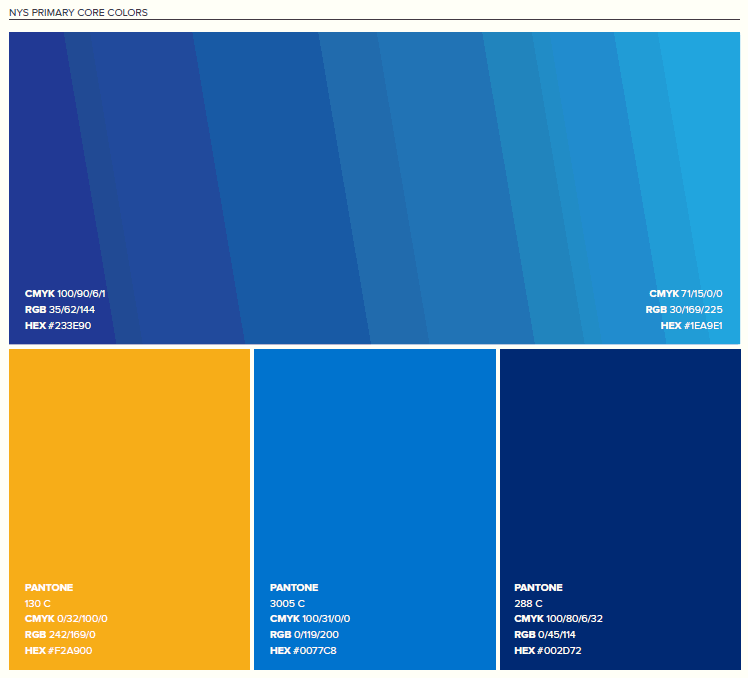 NYS PRIMARY CORE COLORS
CMYK 100/90/6/1
RGB 35/62/144
HEX #233E90
CMYK 71/15/0/0
RGB 30/169/225
HEX #1EA9E1
PANTONE
130 C
CMYK 0/32/100/0
RGB 242/169/0
HEX #F2A900
PANTONE
3005 C
CMYK 100/31/0/0
RGB 0/119/200
HEX #0077C8
PANTONE
288 C
CMYK 100/80/6/32
RGB 0/45/114
HEX #002D72